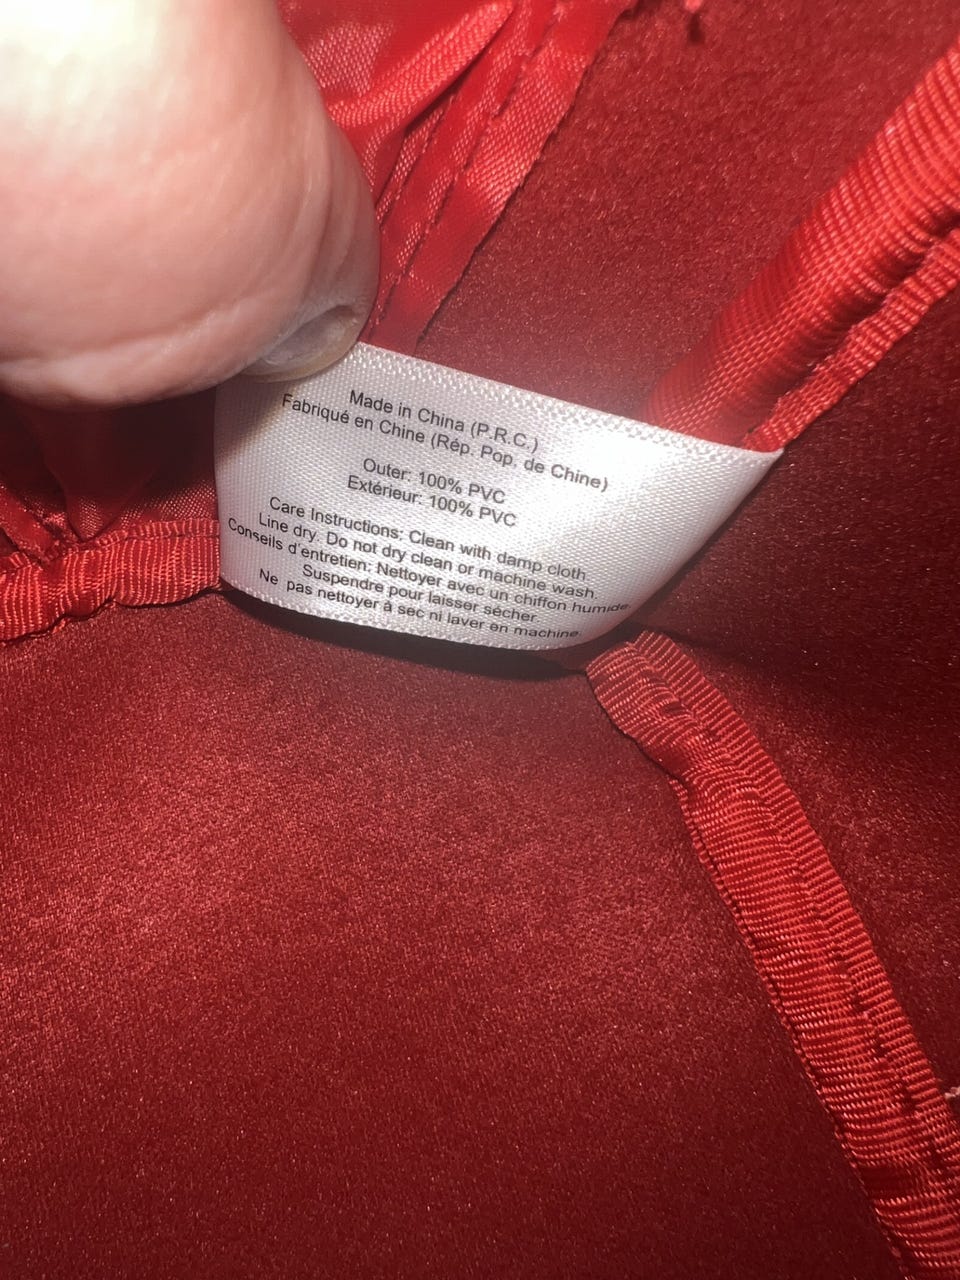 Made in China (P.R.C.)
Fabriqué en Chine (Rép. Pop. de Chine)
Outer: 100% PVC
Extérieur: 100% PVC
Care Instructions: Clean with damp cloth
Line dry. Do not dry clean or machine wash.
Conseils d'entretien: Nettoyer avec un chiffon humide.
Suspendre pour laisser sécher
Ne pas nettoyer à sec ni laver en machine.